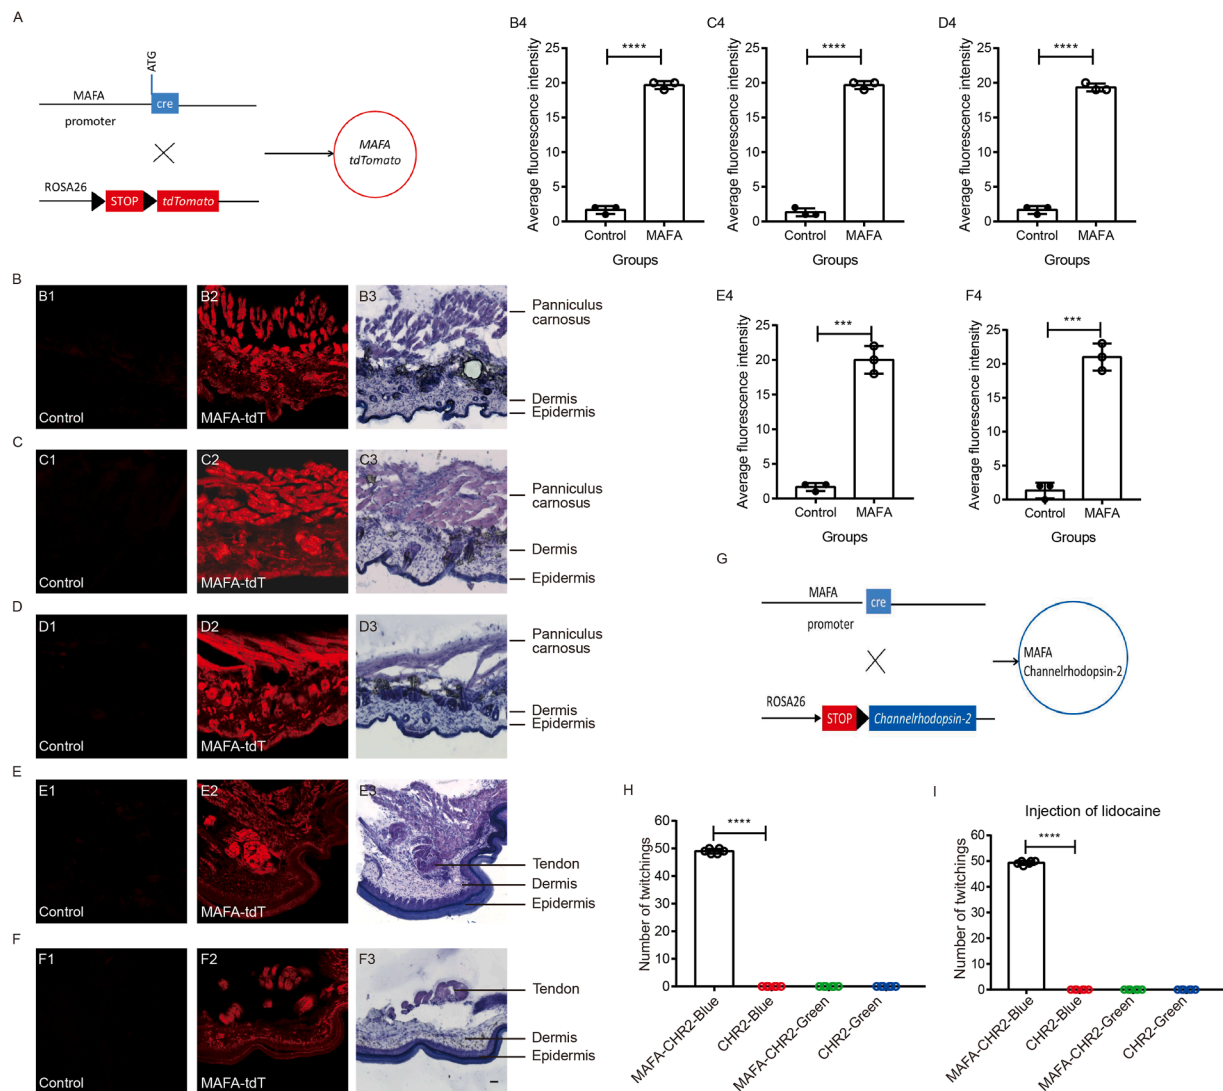 A
ATG
MAFA
cre
promoter
MAFA
tdTomato
ROSA26
STOP
tdTomato
B4
****
Average fluorescence intensity
25
20
15
10
5
0
Control
MAFA
Groups
C4
****
Average fluorescence intensity
25
20
15
10
5
0
Control
MAFA
Groups
D4
****
Average fluorescence intensity
25
20
15
10
5
0
Control
MAFA
Groups
B
B1
Control
B2
MAFA-tdT
B3
Panniculus
carnosus
Dermis
Epidermis
C
C1
Control
C2
MAFA-tdT
C3
Panniculus
carnosus
Dermis
Epidermis
D
D1
Control
D2
MAFA-tdT
D3
Panniculus
carnosus
Dermis
Epidermis
E
E1
Control
E2
MAFA-tdT
E3
Tendon
Dermis
Epidermis
F
F1
Control
F2
MAFA-tdT
F3
Tendon
Dermis
Epidermis
E4
***
Average fluorescence intensity
25
20
15
10
5
0
Control
MAFA
Groups
F4
***
Average fluorescence intensity
25
20
15
10
5
0
Control
MAFA
Groups
G
MAFA
cre
promoter
MAFA
Channelrhodopsin-2
ROSA26
STOP
Channelrhodopsin-2
H
****
Number of twitchings
60
50
40
30
20
10
0
MAFA-CHR2-Blue
CHR2-Blue
MAFA-CHR2-Green
CHR2-Green
I
Injection of lidocaine
****
Number of twitchings
60
50
40
30
20
10
0
MAFA-CHR2-Blue
CHR2-Blue
MAFA-CHR2-Green
CHR2-Green